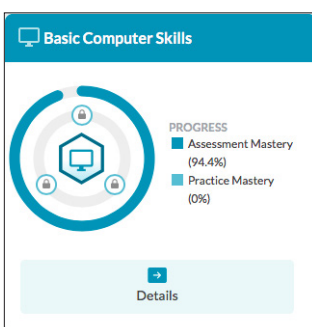 Basic Computer Skills
PROGRESS
Assessment Mastery
(94.4%)
Practice Mastery
(0%)
Details